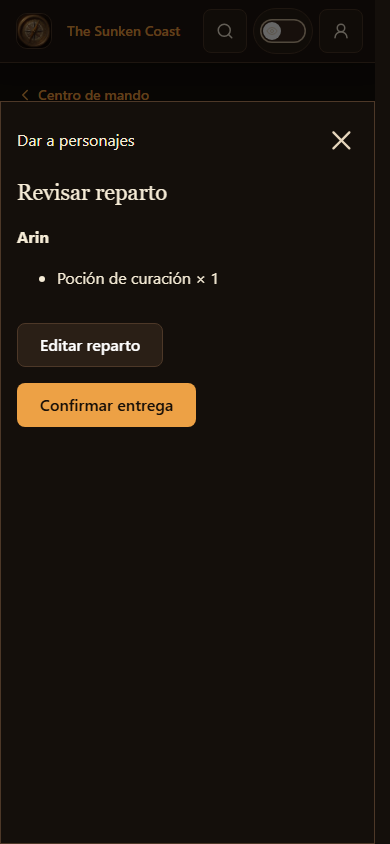 The Sunken Coast
Centro de mando
Dar a personajes
Revisar reparto
Arin
Poción de curación × 1
Editar reparto
Confirmar entrega